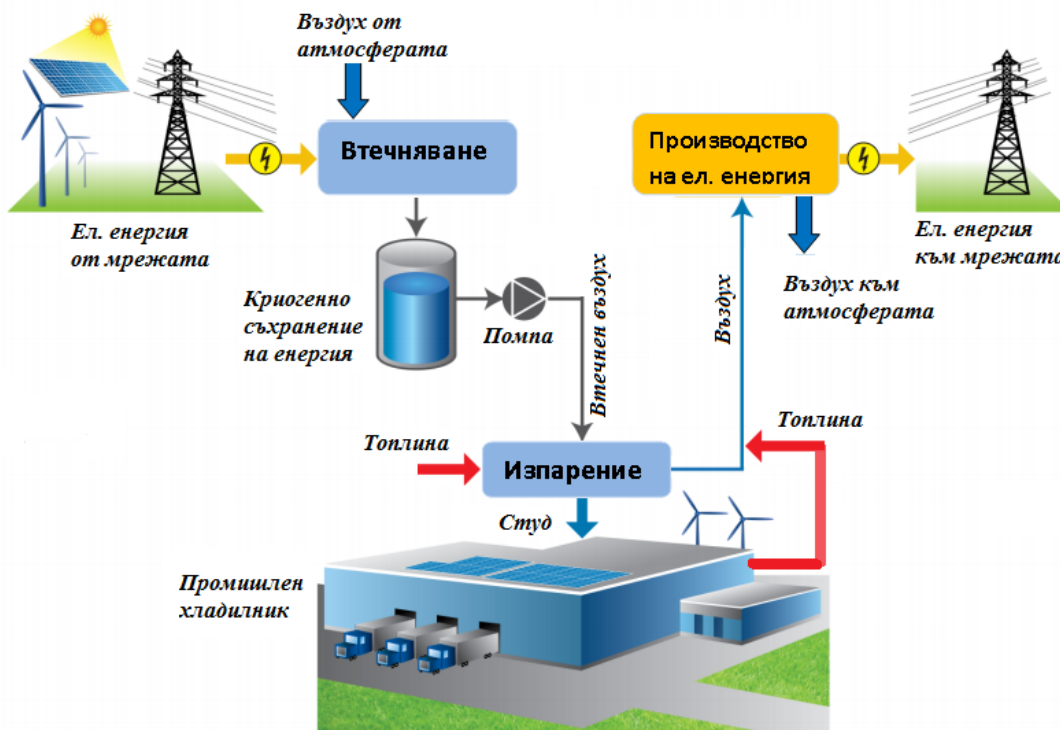 Въздух от
атмосферата
Втечняване
Производство
на ел. енергия
Ел. енергия
от мрежата
Ел. енергия
към мрежата
Криогенно
съхранение
на енергия
Помпа
Втечнен въздух
Въздух
Въздух към
атмосферата
Топлина
Изпарение
Топлина
Студ
Промишлен
хладилник